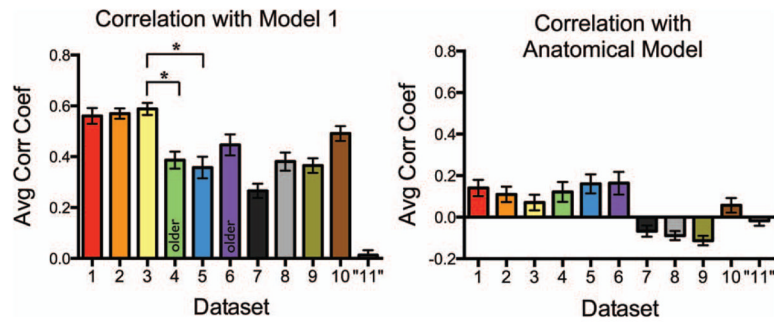 Correlation with Model 1
*
*
0.8
0.6
0.4
0.2
0.0
Avg Corr Coef
older
older
1 2 3 4 5 6 7 8 9 10 "11"
Dataset
Correlation with
Anatomical Model
0.8
0.6
0.4
0.2
0.0
-0.2
Avg Corr Coef
1 2 3 4 5 6 7 8 9 10 "11"
Dataset